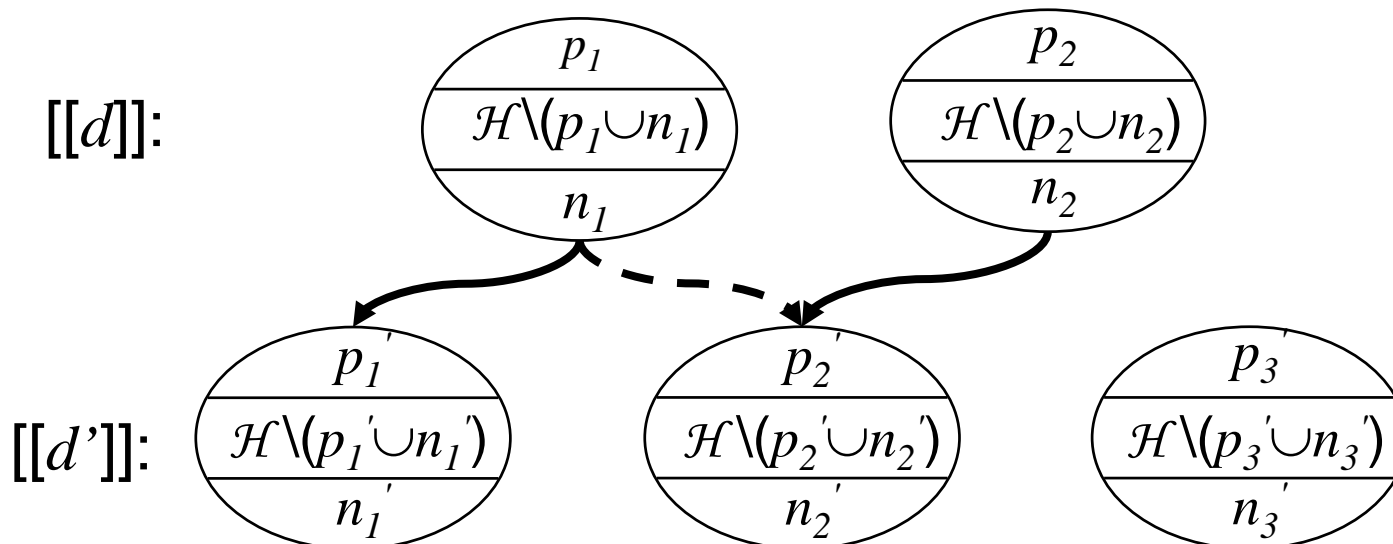 p₁ p₂
[[d]]: ℋ\(p₁∪n₁) ℋ\(p₂∪n₂)
n₁ n₂
p₁' p₂' p₃'
[[d’]]: ℋ\(p₁'∪n₁') ℋ\(p₂'∪n₂') ℋ\(p₃'∪n₃')
n₁' n₂' n₃'